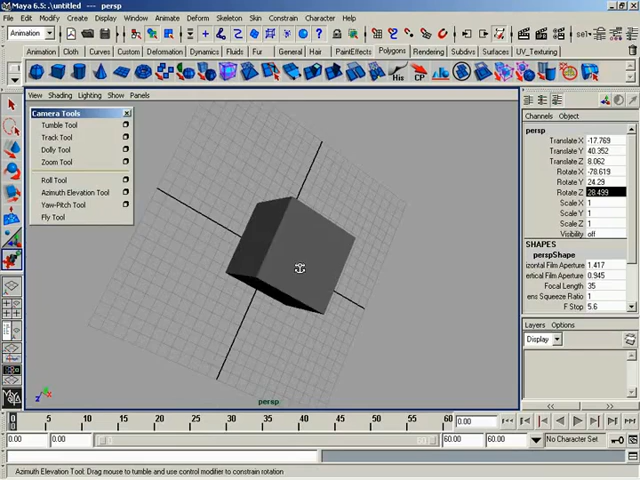 Maya 6.5: .\untitled --- persp
File Edit Modify Create Display Window Animate Deform Skeleton Skin Constrain Character Help
Animation sel
Animation Cloth Curves Custom Deformation Dynamics Fluids Fur General Hair PaintEffects Polygons Rendering Subdivs Surfaces UV_Texturing
His CP
View Shading Lighting Show Panels
Camera Tools
Tumble Tool
Track Tool
Dolly Tool
Zoom Tool
Roll Tool
Azimuth Elevation Tool
Yaw-Pitch Tool
Fly Tool
persp
Channels Object
persp
Translate X -17.769
Translate Y 40.352
Translate Z 8.062
Rotate X -78.619
Rotate Y 24.29
Rotate Z 28.499
Scale X 1
Scale Y 1
Scale Z 1
Visibility off
SHAPES
perspShape
izontal Film Aperture 1.417
ertical Film Aperture 0.945
Focal Length 35
ens Squeeze Ratio 1
F Stop 5.6
Layers Options
Display
0 5 10 15 20 25 30 35 40 45 50 55 60 0.00
0.00 0.00 60.00 60.00 No Character Set
Azimuth Elevation Tool: Drag mouse to tumble and use control modifier to constrain rotation